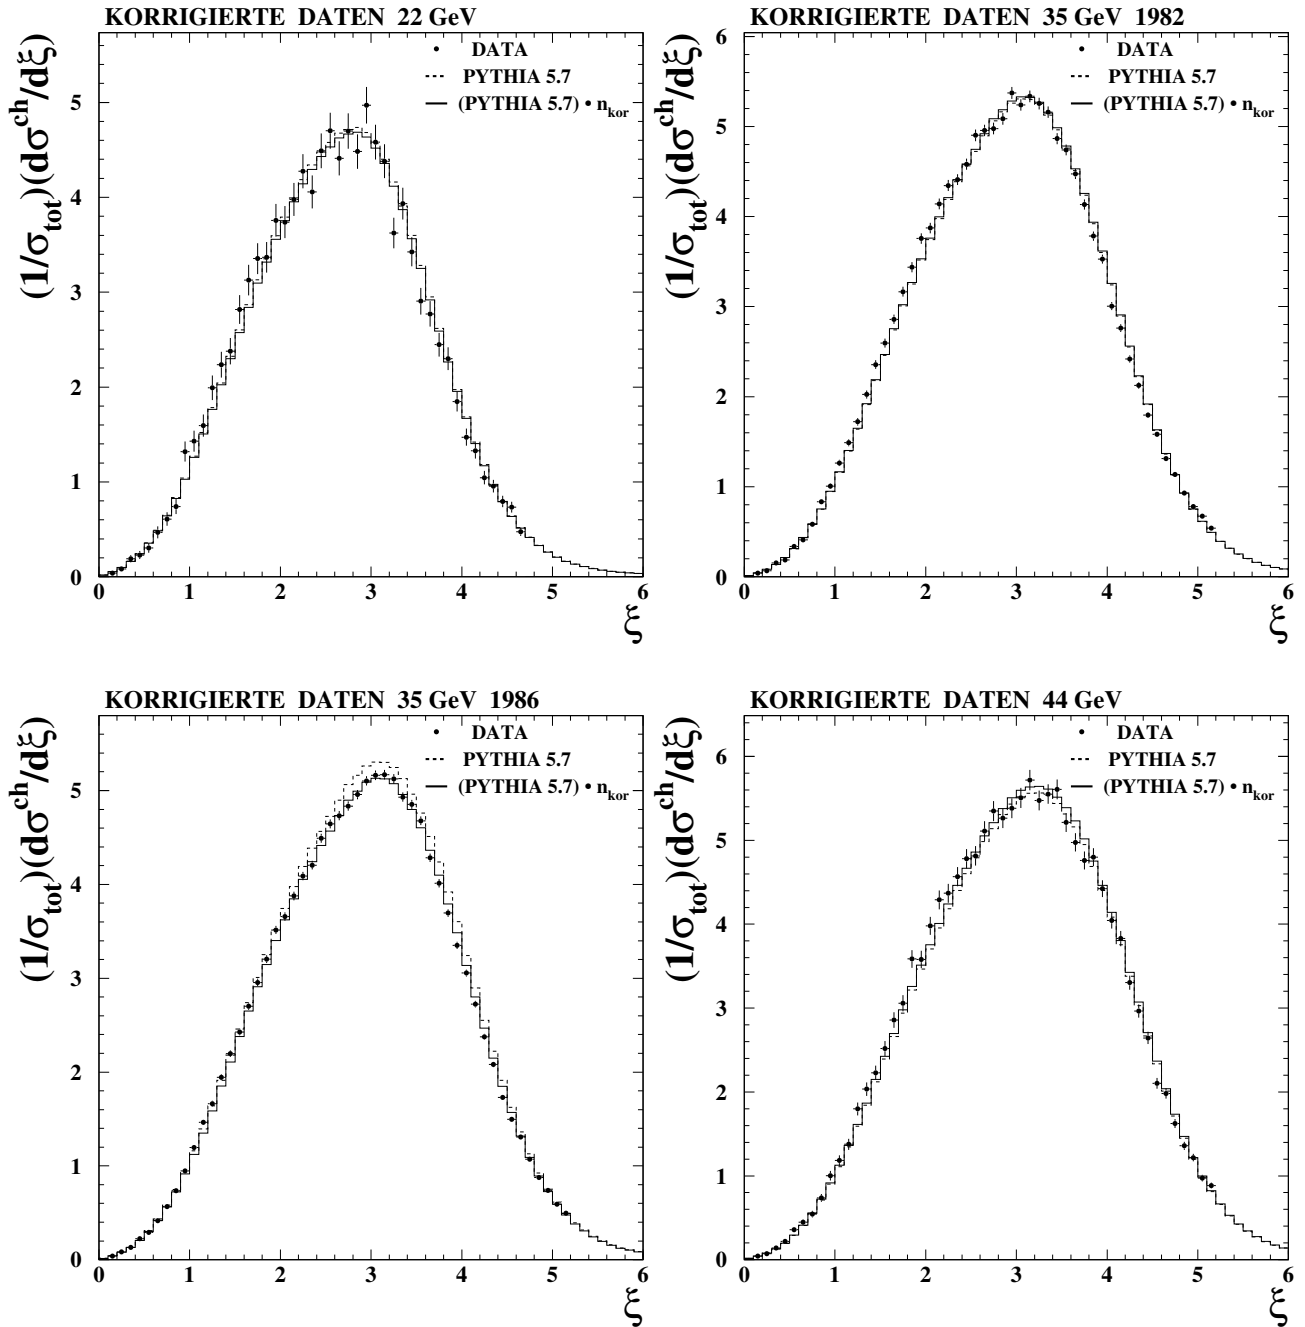 KORRIGIERTE DATEN 22 GeV
(1/σ_tot)(dσ^ch/dξ)
DATA
PYTHIA 5.7
(PYTHIA 5.7) • n_kor
5
4
3
2
1
0
0 1 2 3 4 5 6
ξ
KORRIGIERTE DATEN 35 GeV 1982
(1/σ_tot)(dσ^ch/dξ)
DATA
PYTHIA 5.7
(PYTHIA 5.7) • n_kor
6
5
4
3
2
1
0
0 1 2 3 4 5 6
ξ
KORRIGIERTE DATEN 35 GeV 1986
(1/σ_tot)(dσ^ch/dξ)
DATA
PYTHIA 5.7
(PYTHIA 5.7) • n_kor
5
4
3
2
1
0
0 1 2 3 4 5 6
ξ
KORRIGIERTE DATEN 44 GeV
(1/σ_tot)(dσ^ch/dξ)
DATA
PYTHIA 5.7
(PYTHIA 5.7) • n_kor
6
5
4
3
2
1
0
0 1 2 3 4 5 6
ξ